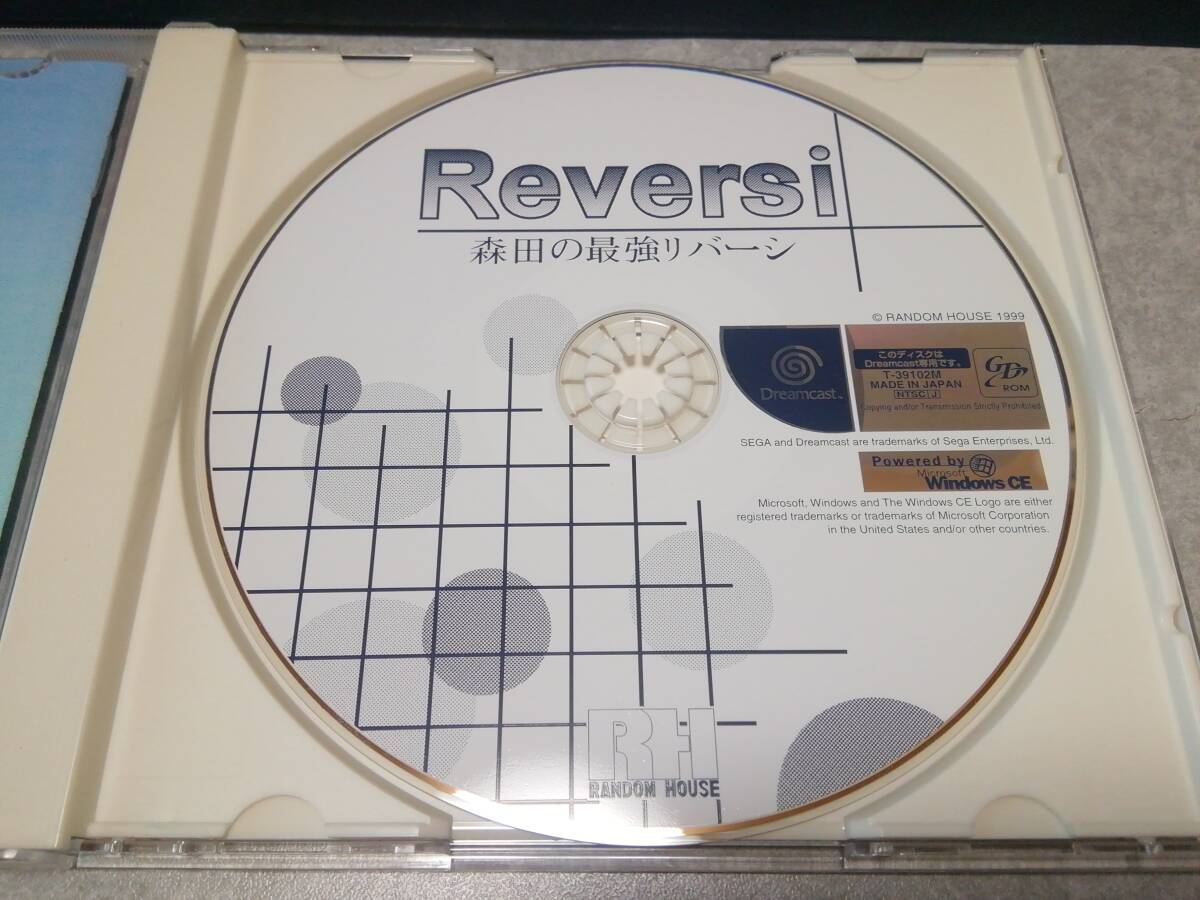 Reversi
森田の最強リバーシ
© RANDOM HOUSE 1999
Dreamcast™
このディスクは
Dreamcast専用です。
T-39102M
MADE IN JAPAN
NTSC J
GD-ROM
Copying and/or Transmission Strictly Prohibited.
SEGA and Dreamcast are trademarks of Sega Enterprises, Ltd.
Powered by
Microsoft
Windows CE
Microsoft, Windows and The Windows CE Logo are either
registered trademarks or trademarks of Microsoft Corporation
in the United States and/or other countries.
RH
RANDOM HOUSE